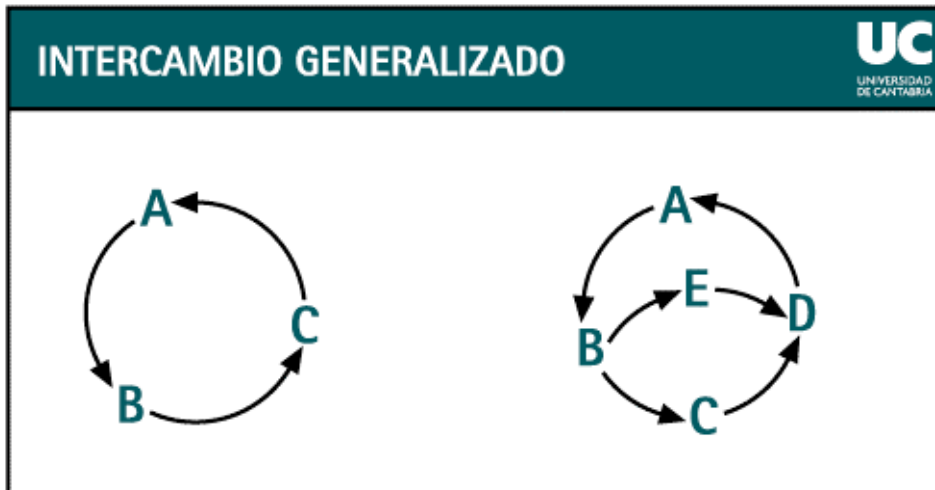 INTERCAMBIO GENERALIZADO
UC
UNIVERSIDAD
DE CANTABRIA
A
B
C
A
E
D
B
C